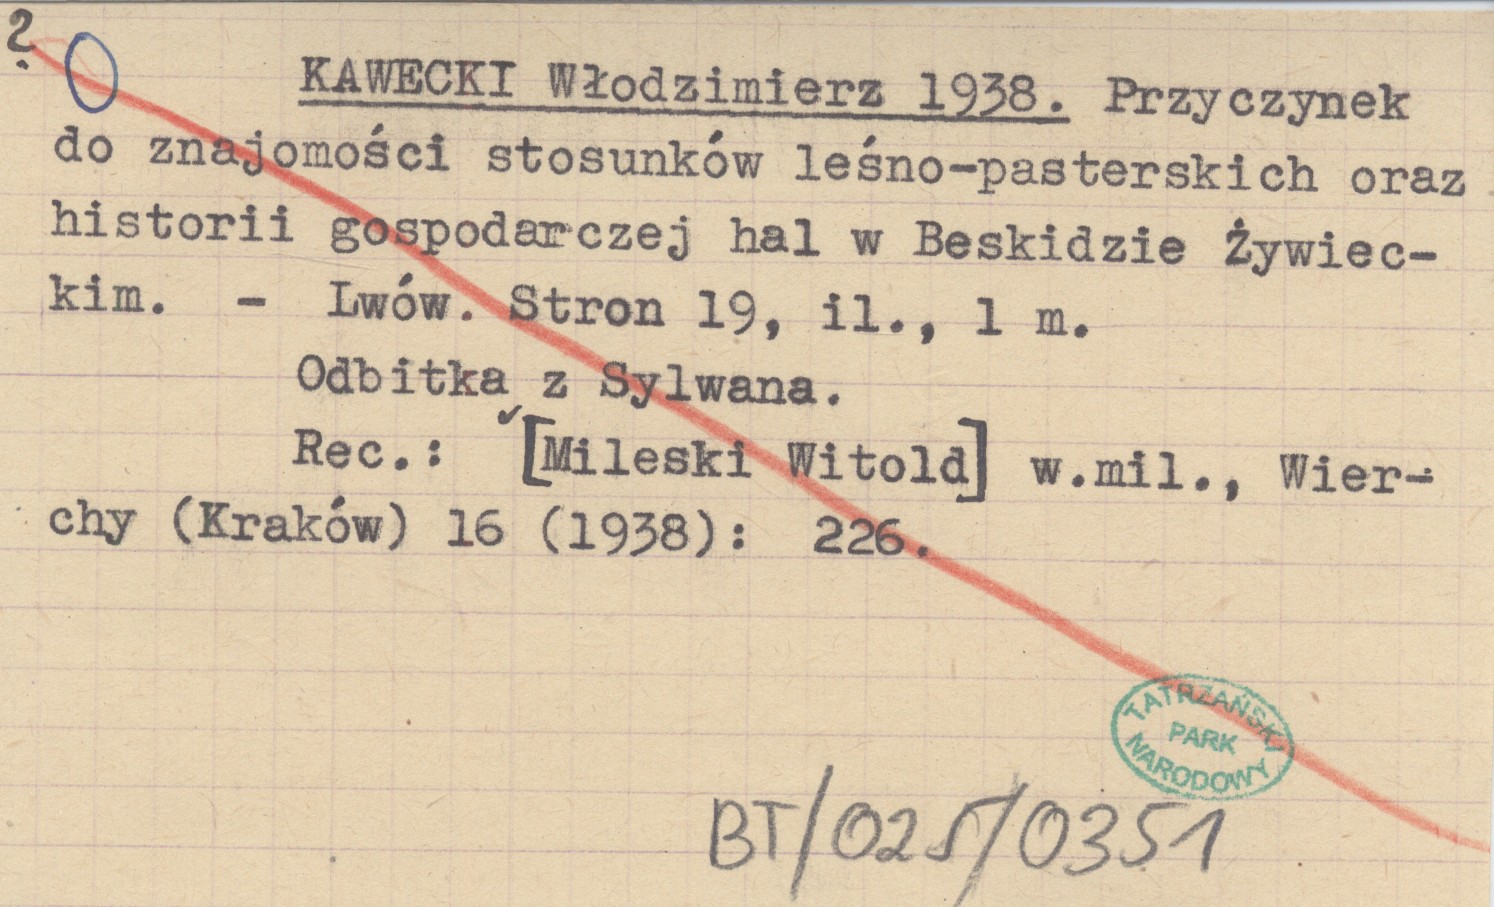 ?
KAWECKI Włodzimierz 1938. Przyczynek
do znajomości stosunków leśno-pasterskich oraz
historii gospodarczej hal w Beskidzie Żywiec-
kim. - Lwów. Stron 19, il., 1 m.
Odbitka z Sylwana.
Rec.: [Mileski Witold] w.mil., Wier-
chy (Kraków) 16 (1938): 226.
TATRZAŃSKI
PARK
NARODOWY
BT/025/0351